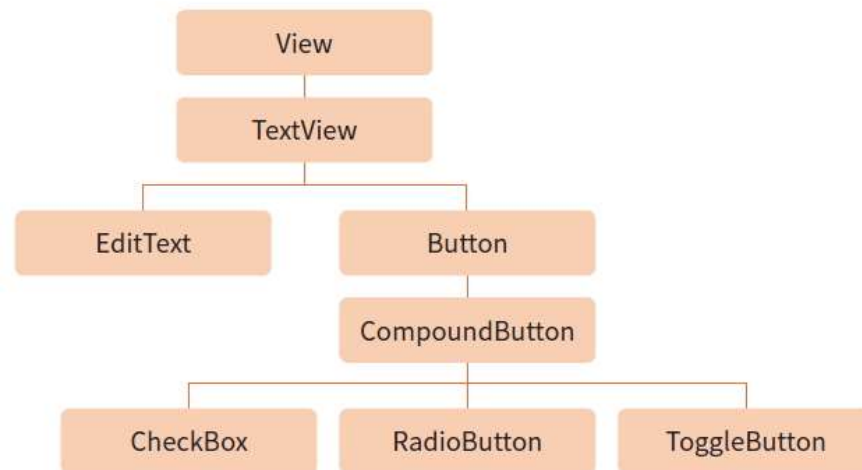 View
TextView
EditText
Button
CompoundButton
CheckBox
RadioButton
ToggleButton